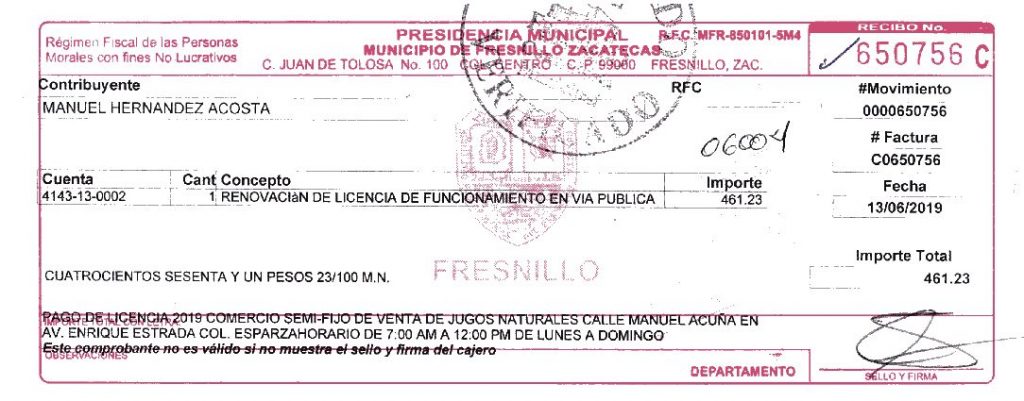 PRESIDENCIA MUNICIPAL R.F.C. MFR-850101-5M4
MUNICIPIO DE FRESNILLO ZACATECAS
C. JUAN DE TOLOSA No. 100 COL. CENTRO C.P. 99000 FRESNILLO, ZAC.
Régimen Fiscal de las Personas
Morales con fines No Lucrativos
RECIBO No.
650756 C
Contribuyente
MANUEL HERNANDEZ ACOSTA
RFC
06004
#Movimiento
0000650756
# Factura
C0650756
Fecha
13/06/2019
Cuenta Cant Concepto Importe
4143-13-0002 1 RENOVACIàN DE LICENCIA DE FUNCIONAMIENTO EN VIA PUBLICA 461.23
Importe Total
461.23
FRESNILLO
CUATROCIENTOS SESENTA Y UN PESOS 23/100 M.N.
IMPORTE TOTAL CON LETRA
PAGO DE LICENCIA 2019 COMERCIO SEMI-FIJO DE VENTA DE JUGOS NATURALES CALLE MANUEL ACUÑA EN
AV. ENRIQUE ESTRADA COL. ESPARZAHORARIO DE 7:00 AM A 12:00 PM DE LUNES A DOMINGO
Este comprobante no es válido si no muestra el sello y firma del cajero
OBSERVACIONES
DEPARTAMENTO
SELLO Y FIRMA